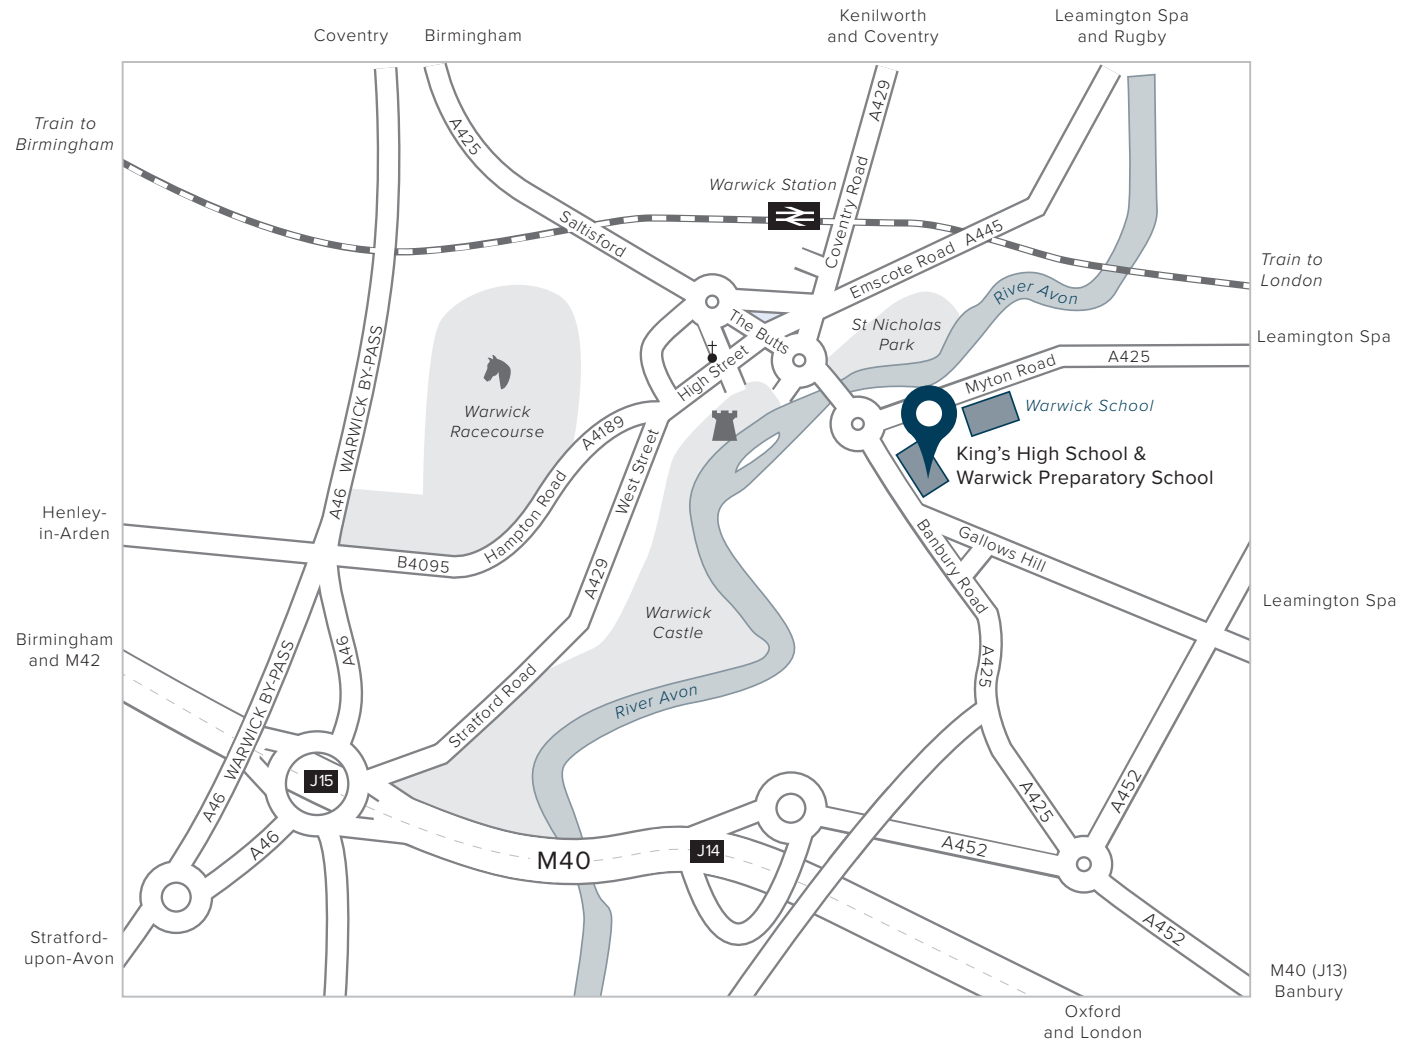 Coventry
Birmingham
Kenilworth
and Coventry
Leamington Spa
and Rugby
Train to
Birmingham
A425
A429
Warwick Station
Coventry Road
Saltisford
Emscote Road
A445
Train to
London
River Avon
The Butts
St Nicholas
Park
Leamington Spa
A425
Myton Road
High Street
WARWICK BY-PASS
Warwick
Racecourse
Warwick School
A4189
King's High School &
Warwick Preparatory School
West Street
A46
Henley-
in-Arden
Hampton Road
B4095
Banbury Road
Gallows Hill
A429
Leamington Spa
Warwick
Castle
Birmingham
and M42
A46
WARWICK BY-PASS
A425
Stratford Road
River Avon
J15
A46
A46
A425
A452
M40
J14
A452
A452
Stratford-
upon-Avon
M40 (J13)
Banbury
Oxford
and London